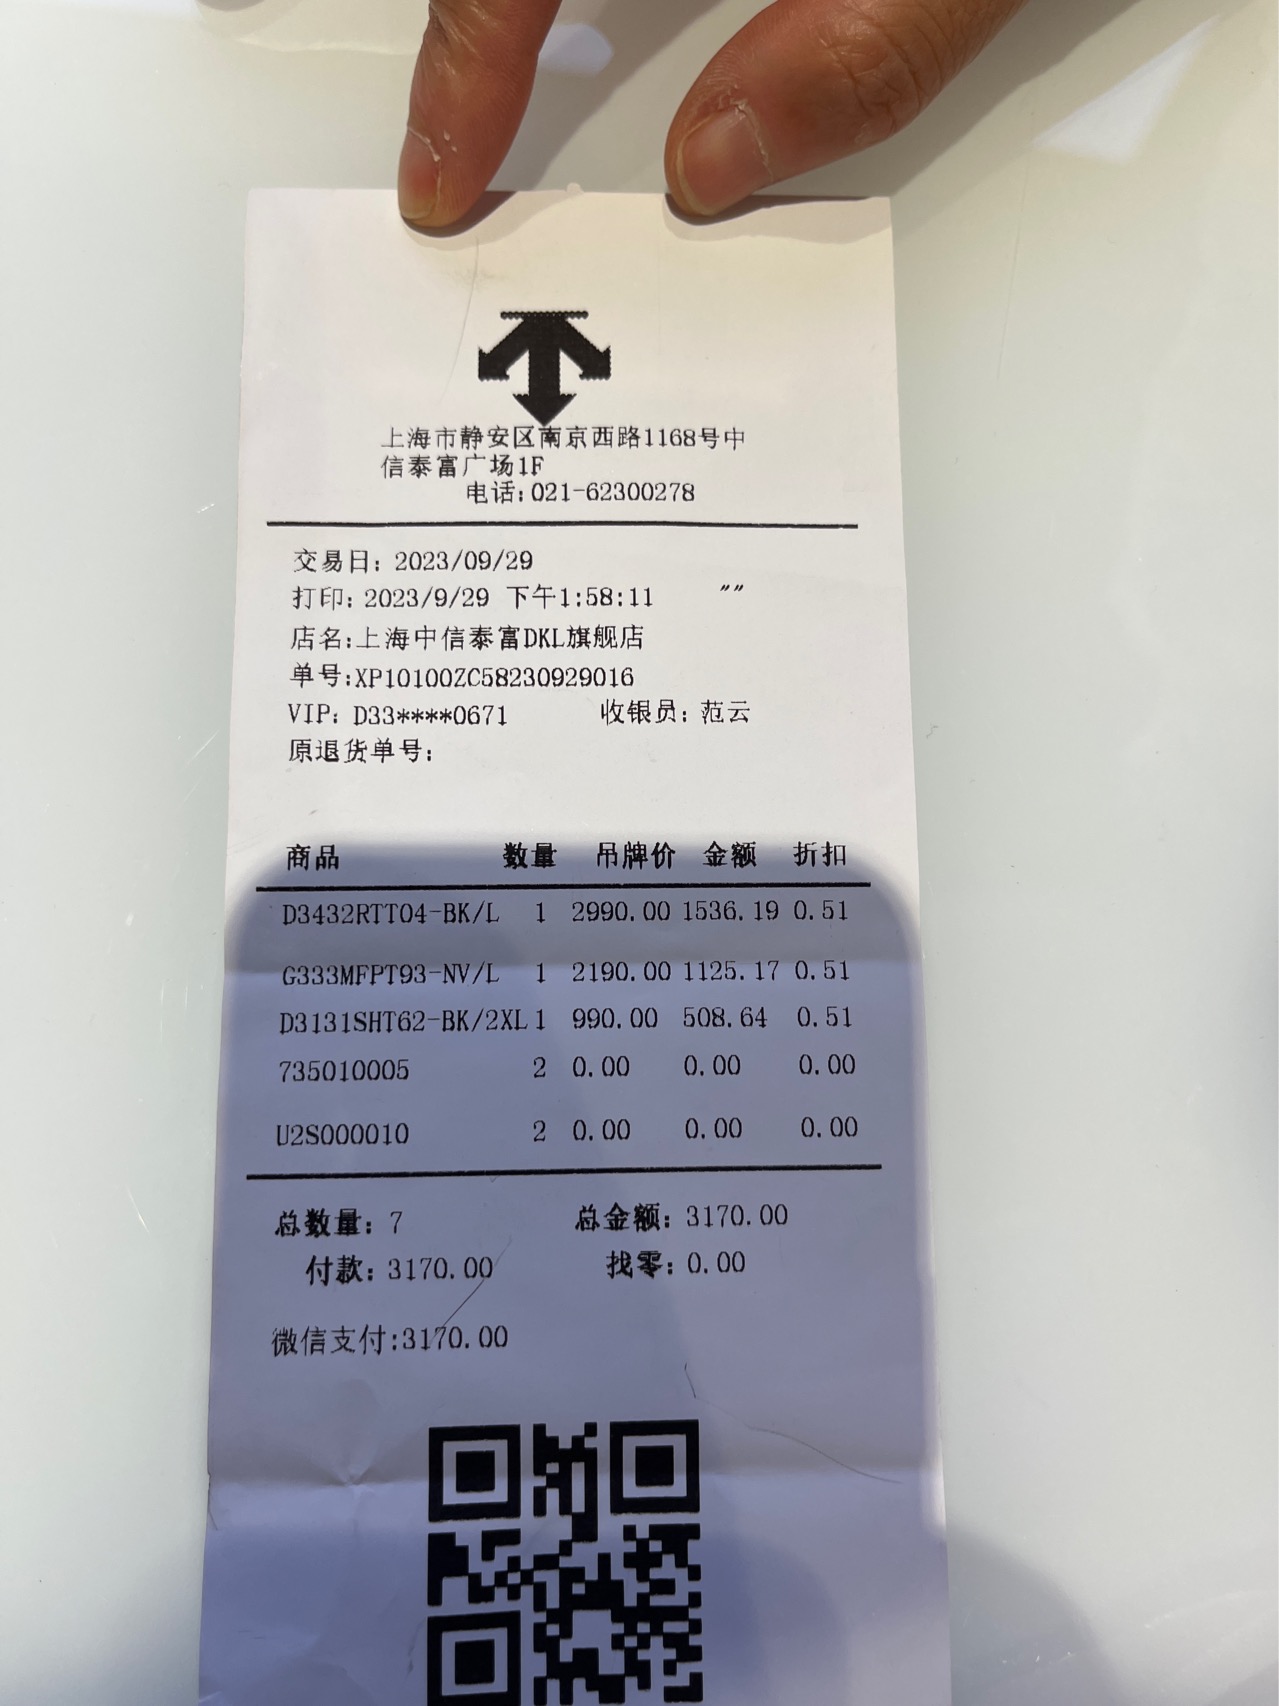 上海市静安区南京西路1168号中
信泰富广场1F
电话:021-62300278
交易日: 2023/09/29
打印: 2023/9/29 下午1:58:11 ""
店名:上海中信泰富DKL旗舰店
单号:XP10100ZC58230929016
VIP: D33****0671 收银员: 范云
原退货单号:
商品 数量 吊牌价 金额 折扣
D3432RTT04-BK/L 1 2990.00 1536.19 0.51
G333MFPT93-NV/L 1 2190.00 1125.17 0.51
D3131SHT62-BK/2XL 1 990.00 508.64 0.51
735010005 2 0.00 0.00 0.00
U2S000010 2 0.00 0.00 0.00
总数量: 7 总金额: 3170.00
付款: 3170.00 找零: 0.00
微信支付:3170.00